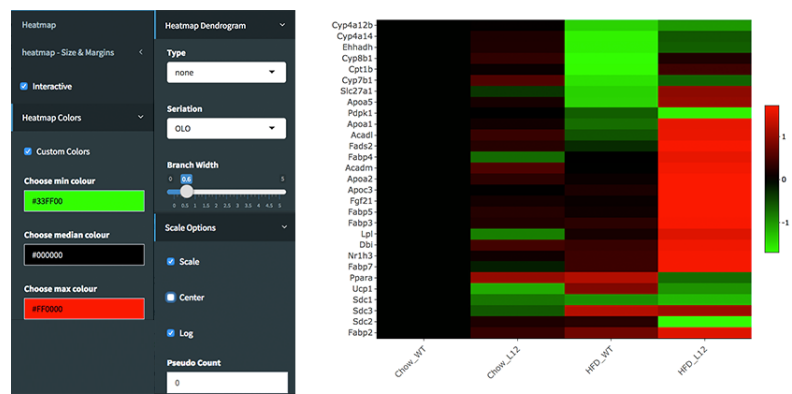 Heatmap
heatmap - Size & Margins
Interactive
Heatmap Colors
Custom Colors
Choose min colour
#33FF00
Choose median colour
#000000
Choose max colour
#FF0000
Heatmap Dendrogram
Type
none
Seriation
OLO
Branch Width
0 0.6 5
0 0.5 1 1.5 2 2.5 3 3.5 4 4.5 5
Scale Options
Scale
Center
Log
Pseudo Count
0
Cyp4a12b
Cyp4a14
Ehhadh
Cyp8b1
Cpt1b
Cyp7b1
Slc27a1
Apoa5
Pdpk1
Apoa1
Acadl
Fads2
Fabp4
Acadm
Apoa2
Apoc3
Fgf21
Fabp5
Fabp3
Lpl
Dbi
Nr1h3
Fabp7
Ppara
Ucp1
Sdc1
Sdc3
Sdc2
Fabp2
Chow_WT
Chow_L12
HFD_WT
HFD_L12
1
0
-1